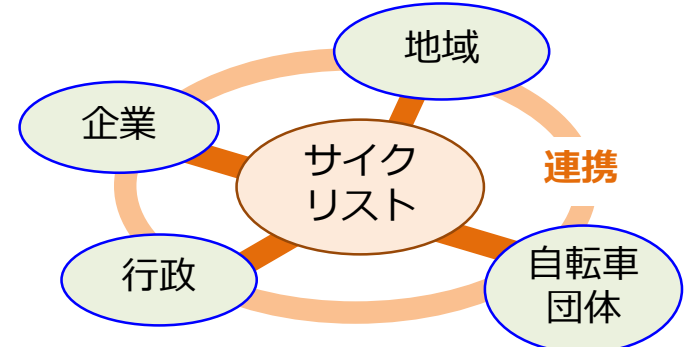 地域
企業
サイク
リスト
連携
行政
自転車
団体